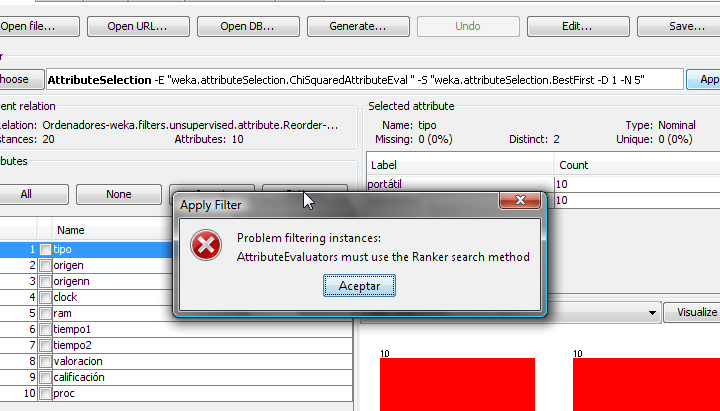 Open file... Open URL... Open DB... Generate... Undo Edit... Save...
r
hoose AttributeSelection -E "weka.attributeSelection.ChiSquaredAttributeEval " -S "weka.attributeSelection.BestFirst -D 1 -N 5" App
ent relation
elation: Ordenadores-weka.filters.unsupervised.attribute.Reorder-...
stances: 20 Attributes: 10
Selected attribute
Name: tipo Type: Nominal
Missing: 0 (0%) Distinct: 2 Unique: 0 (0%)
ributes
All None
Label Count
portátil 10
10
Apply Filter
Problem filtering instances:
AttributeEvaluators must use the Ranker search method
Aceptar
Name
1 tipo
2 origen
3 origenn
4 clock
5 ram
6 tiempo1
7 tiempo2
8 valoracion
9 calificación
10 proc
Visualize
10 10